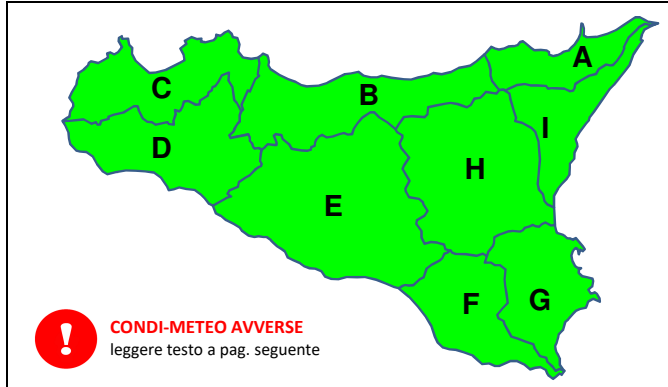 A
C
B
I
D
H
E
F
G
! CONDI-METEO AVVERSE
leggere testo a pag. seguente